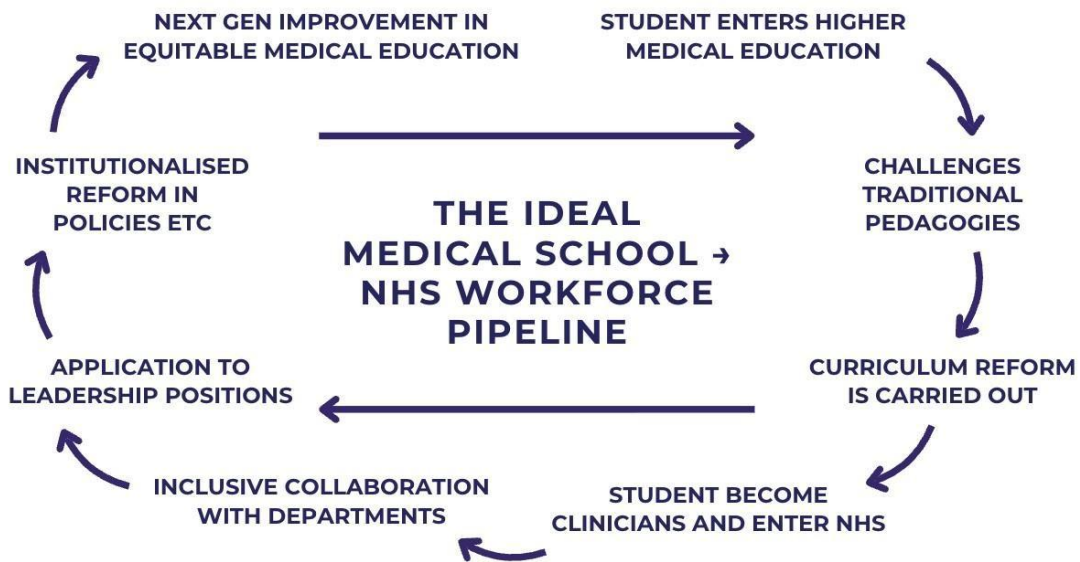 NEXT GEN IMPROVEMENT IN
EQUITABLE MEDICAL EDUCATION
STUDENT ENTERS HIGHER
MEDICAL EDUCATION
CHALLENGES
TRADITIONAL
PEDAGOGIES
CURRICULUM REFORM
IS CARRIED OUT
STUDENT BECOME
CLINICIANS AND ENTER NHS
INCLUSIVE COLLABORATION
WITH DEPARTMENTS
APPLICATION TO
LEADERSHIP POSITIONS
INSTITUTIONALISED
REFORM IN
POLICIES ETC
THE IDEAL
MEDICAL SCHOOL →
NHS WORKFORCE
PIPELINE